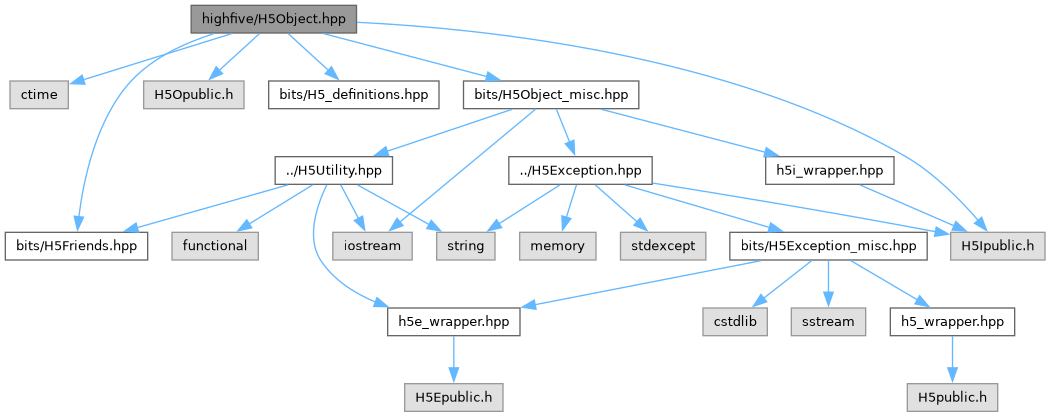 highfive/H5Object.hpp
ctime
H5Opublic.h
bits/H5_definitions.hpp
bits/H5Object_misc.hpp
../H5Utility.hpp
../H5Exception.hpp
h5i_wrapper.hpp
bits/H5Friends.hpp
functional
iostream
string
memory
stdexcept
bits/H5Exception_misc.hpp
H5Ipublic.h
h5e_wrapper.hpp
cstdlib
sstream
h5_wrapper.hpp
H5Epublic.h
H5public.h